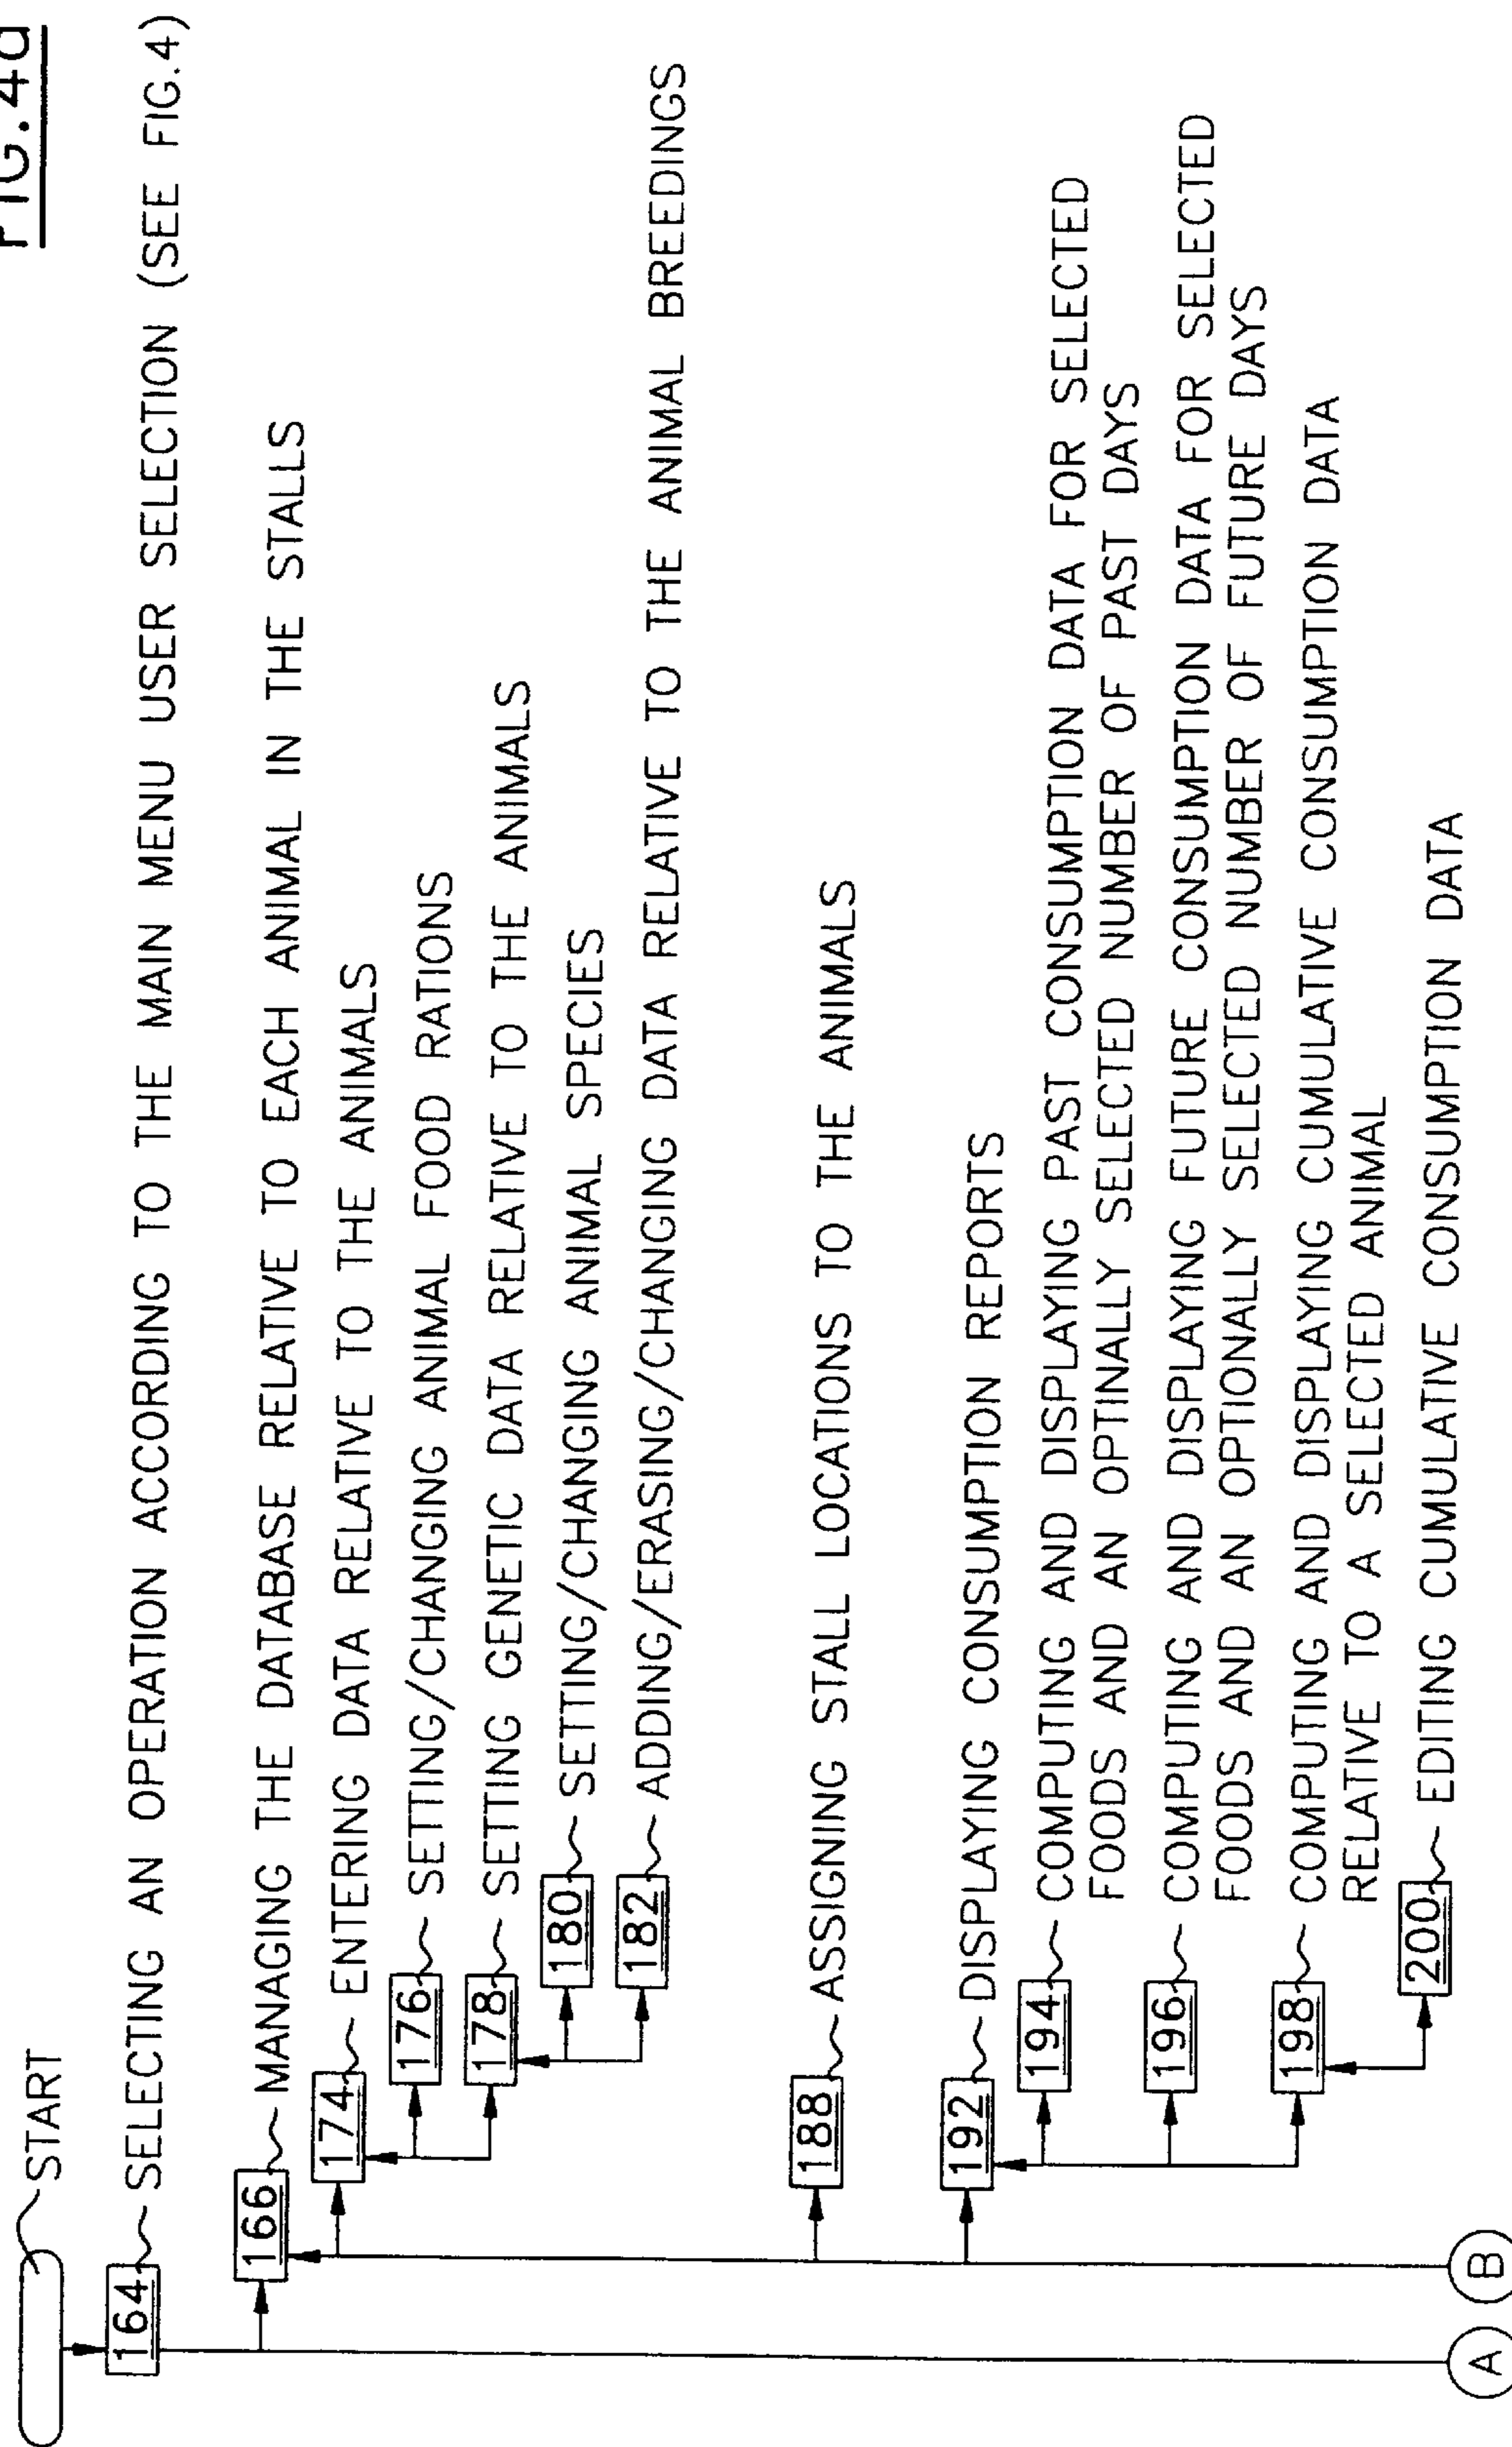 FIG.4a
START
164 SELECTING AN OPERATION ACCORDING TO THE MAIN MENU USER SELECTION (SEE FIG.4)
166 MANAGING THE DATABASE RELATIVE TO EACH ANIMAL IN THE STALLS
174 ENTERING DATA RELATIVE TO THE ANIMALS
176 SETTING/CHANGING ANIMAL FOOD RATIONS
178 SETTING GENETIC DATA RELATIVE TO THE ANIMALS
180 SETTING/CHANGING ANIMAL SPECIES
182 ADDING/ERASING/CHANGING DATA RELATIVE TO THE ANIMAL BREEDINGS
188 ASSIGNING STALL LOCATIONS TO THE ANIMALS
192 DISPLAYING CONSUMPTION REPORTS
194 COMPUTING AND DISPLAYING PAST CONSUMPTION DATA FOR SELECTED
FOODS AND AN OPTINALLY SELECTED NUMBER OF PAST DAYS
196 COMPUTING AND DISPLAYING FUTURE CONSUMPTION DATA FOR SELECTED
FOODS AND AN OPTIONALLY SELECTED NUMBER OF FUTURE DAYS
198 COMPUTING AND DISPLAYING CUMULATIVE CONSUMPTION DATA
RELATIVE TO A SELECTED ANIMAL
200 EDITING CUMULATIVE CONSUMPTION DATA
A
B